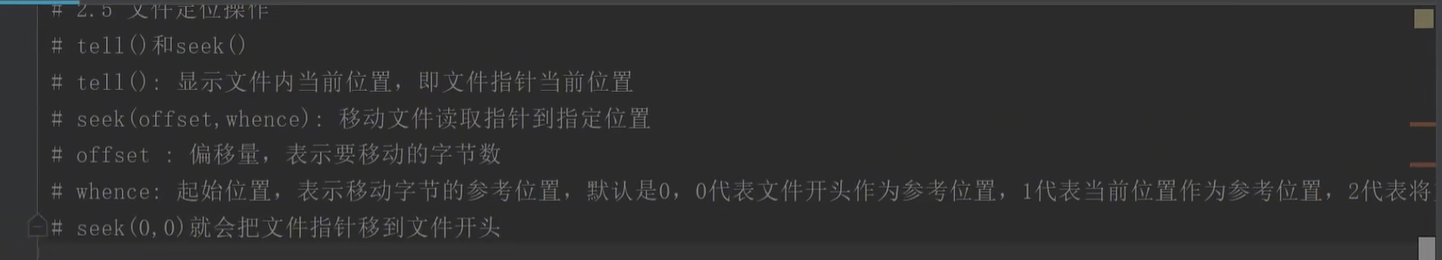 # 2.5 文件定位操作
# tell()和seek()
# tell(): 显示文件内当前位置，即文件指针当前位置
# seek(offset,whence): 移动文件读取指针到指定位置
# offset : 偏移量，表示要移动的字节数
# whence: 起始位置，表示移动字节的参考位置，默认是0，0代表文件开头作为参考位置，1代表当前位置作为参考位置，2代表将
# seek(0,0)就会把文件指针移到文件开头